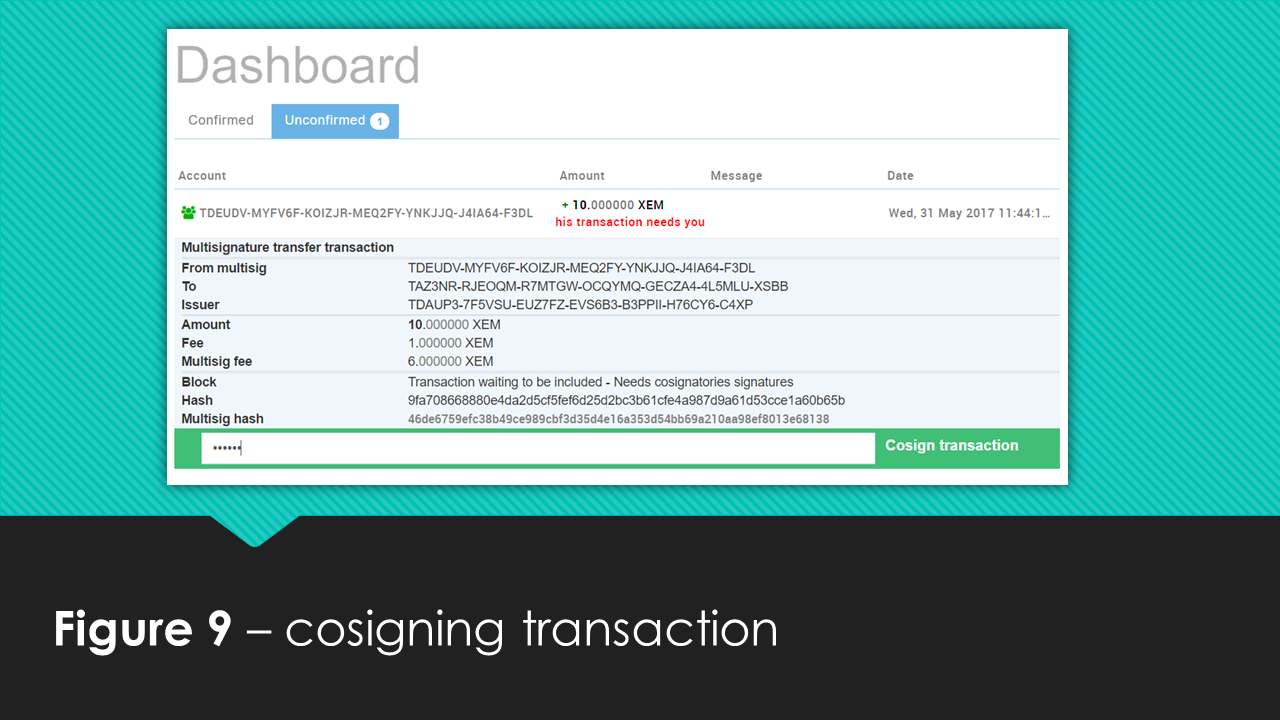 Dashboard
Confirmed Unconfirmed 1
Account Amount Message Date
TDEUDV-MYFV6F-KOIZJR-MEQ2FY-YNKJJQ-J4IA64-F3DL + 10.000000 XEM Wed, 31 May 2017 11:44:1...
his transaction needs you
Multisignature transfer transaction
From multisig TDEUDV-MYFV6F-KOIZJR-MEQ2FY-YNKJJQ-J4IA64-F3DL
To TAZ3NR-RJEOQM-R7MTGW-OCQYMQ-GECZA4-4L5MLU-XSBB
Issuer TDAUP3-7F5VSU-EUZ7FZ-EVS6B3-B3PPII-H76CY6-C4XP
Amount 10.000000 XEM
Fee 1.000000 XEM
Multisig fee 6.000000 XEM
Block Transaction waiting to be included - Needs cosignatories signatures
Hash 9fa708668880e4da2d5cf5fef6d25d2bc3b61cfe4a987d9a61d53cce1a60b65b
Multisig hash 46de6759efc38b49ce989cbf3d35d4e16a353d54bb69a210aa98ef8013e68138
•••••• Cosign transaction
Figure 9 – cosigning transaction